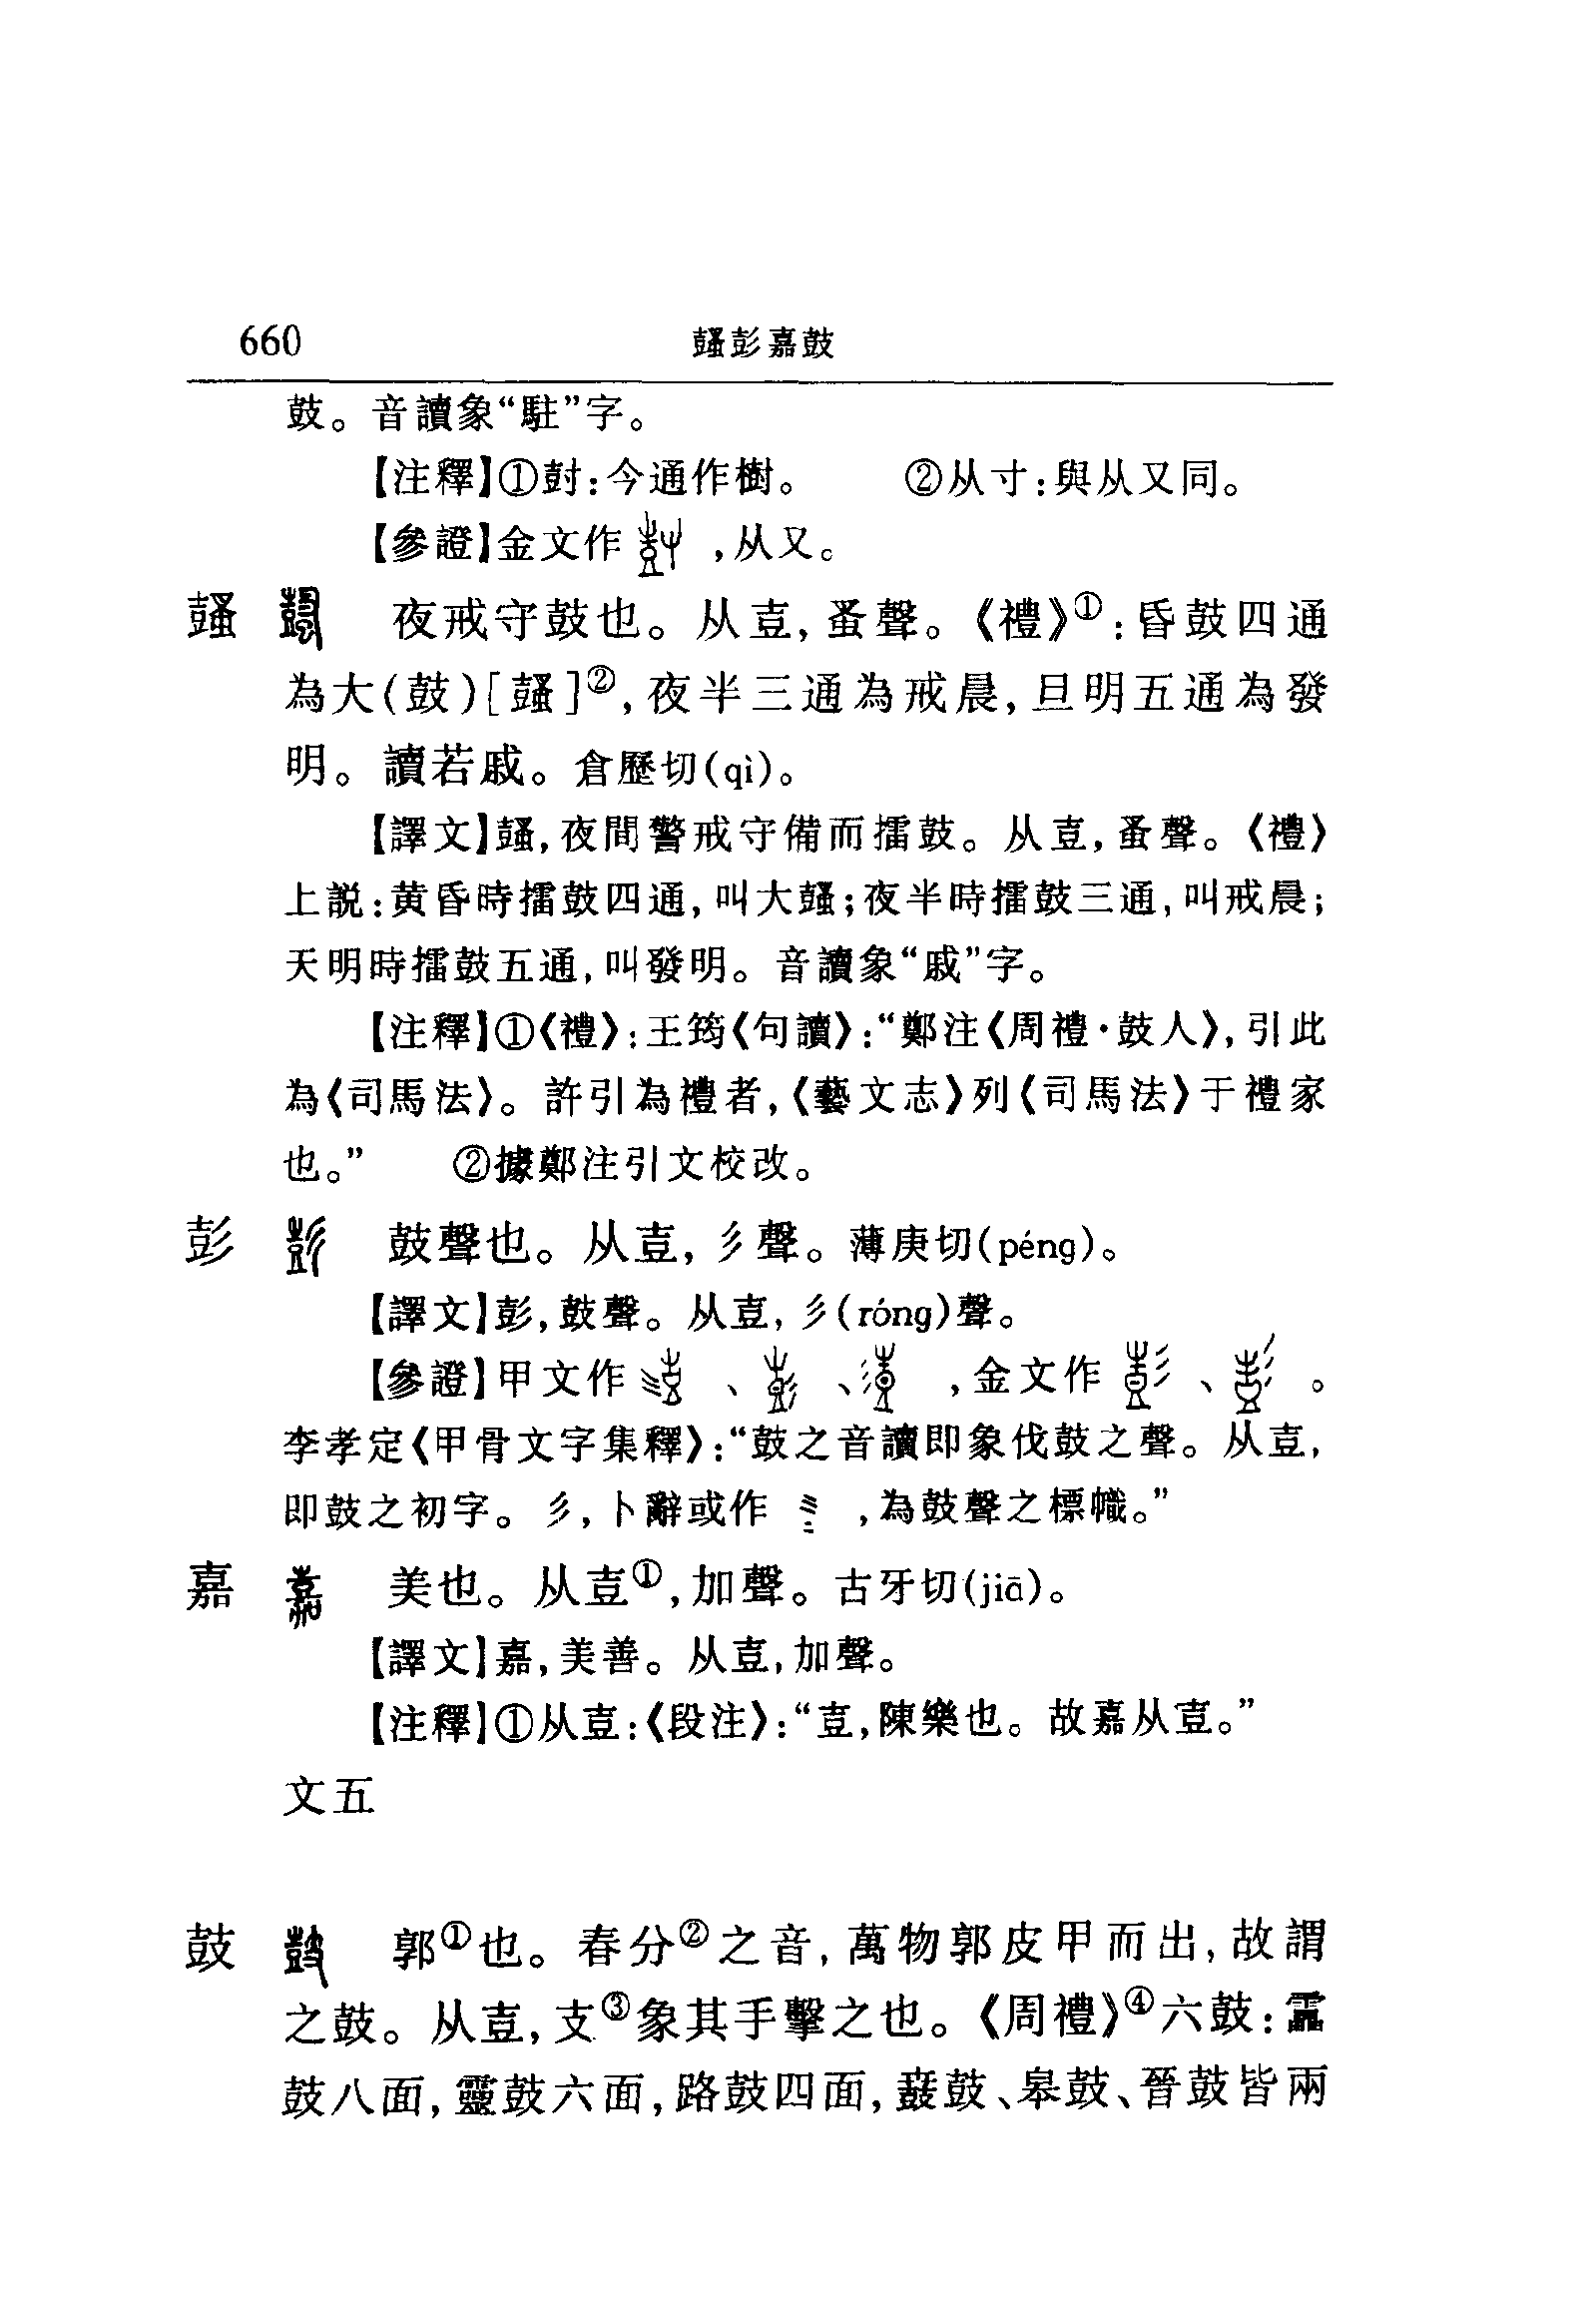 660 鼜彭嘉鼓
鼓。音讀象“駐”字。
【注釋】①尌:今通作樹。 ②从寸:與从又同。
【參證】金文作 ,从又。
鼜 夜戒守鼓也。从壴,蚤聲。《禮》①:昏鼓四通
為大(鼓)[鼜]②,夜半三通為戒晨,旦明五通為發
明。讀若戚。倉歷切(qì)。
【譯文】鼜,夜間警戒守備而擂鼓。从壴,蚤聲。《禮》
上説:黄昏時擂鼓四通,叫大鼜;夜半時擂鼓三通,叫戒晨;
天明時擂鼓五通,叫發明。音讀象“戚”字。
【注釋】①《禮》:王筠《句讀》:“鄭注《周禮·鼓人》,引此
為《司馬法》。許引為禮者,《藝文志》列《司馬法》于禮家
也。” ②據鄭注引文校改。
彭 鼓聲也。从壴,彡聲。薄庚切(péng)。
【譯文】彭,鼓聲。从壴,彡(róng)聲。
【參證】甲文作 、 、 ,金文作 、 。
李孝定《甲骨文字集釋》:“鼓之音讀即象伐鼓之聲。从壴,
即鼓之初字。彡,卜辭或作 ,為鼓聲之標幟。”
嘉 美也。从壴①,加聲。古牙切(jiā)。
【譯文】嘉,美善。从壴,加聲。
【注釋】①从壴:《段注》:“壴,陳樂也。故嘉从壴。”
文五
鼓 郭①也。春分②之音,萬物郭皮甲而出,故謂
之鼓。从壴,支③象其手擊之也。《周禮》④六鼓:靁
鼓八面,靈鼓六面,路鼓四面,鼖鼓、皋鼓、晉鼓皆兩